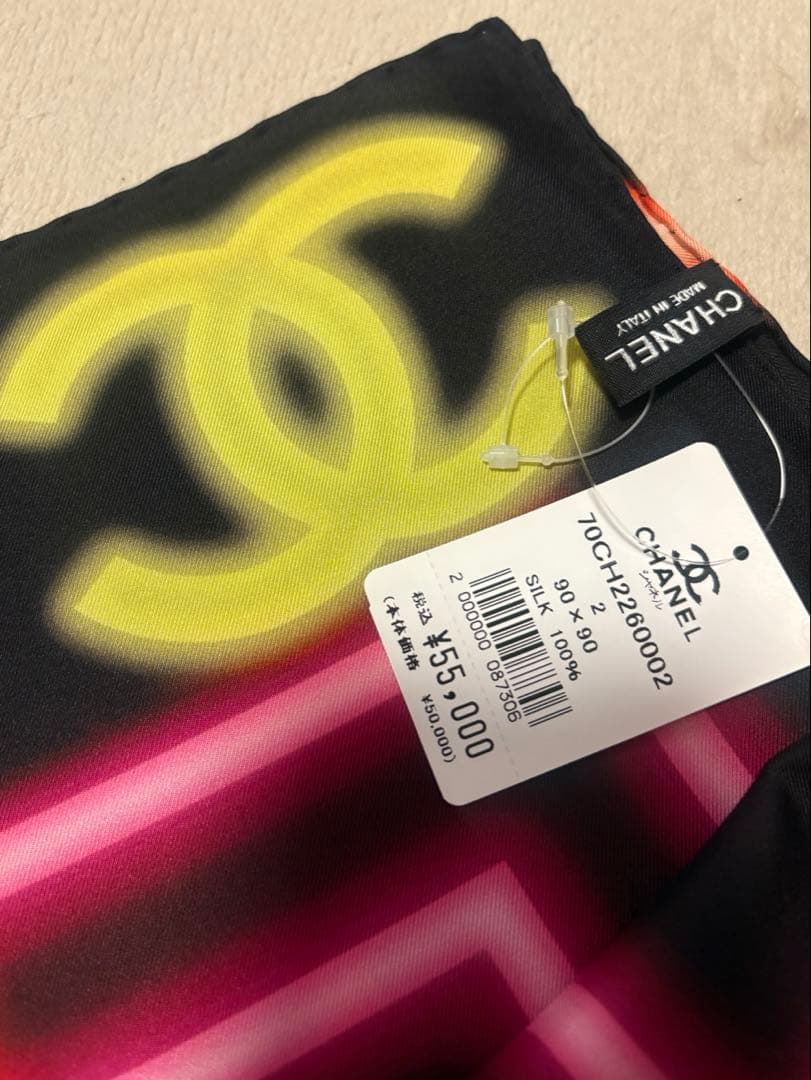 CHANEL
MADE IN ITALY
CHANEL
シャネル
70CH2260002
2
90 × 90
SILK 100%
2 000000 087306
税込 ¥55,000
(本体価格 ¥50,000)